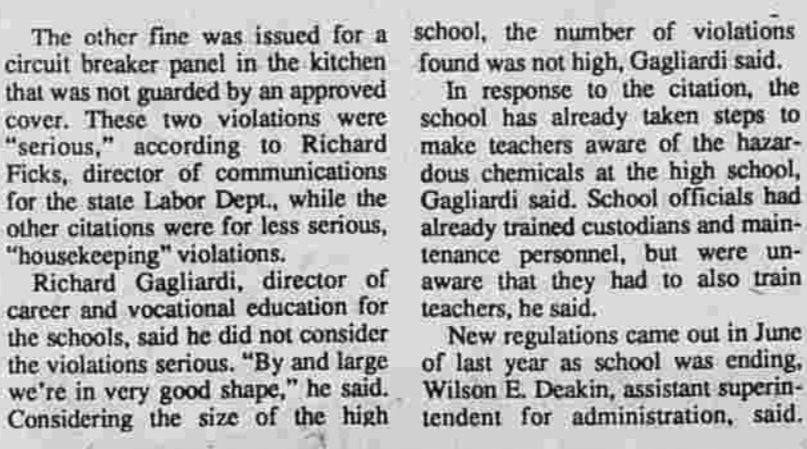 The other fine was issued for a
circuit breaker panel in the kitchen
that was not guarded by an approved
cover. These two violations were
"serious," according to Richard
Ficks, director of communications
for the state Labor Dept., while the
other citations were for less serious,
"housekeeping" violations.
Richard Gagliardi, director of
career and vocational education for
the schools, said he did not consider
the violations serious. "By and large
we're in very good shape," he said.
Considering the size of the high
school, the number of violations
found was not high, Gagliardi said.
In response to the citation, the
school has already taken steps to
make teachers aware of the hazar-
dous chemicals at the high school,
Gagliardi said. School officials had
already trained custodians and main-
tenance personnel, but were un-
aware that they had to also train
teachers, he said.
New regulations came out in June
of last year as school was ending,
Wilson E. Deakin, assistant superin-
tendent for administration, said.